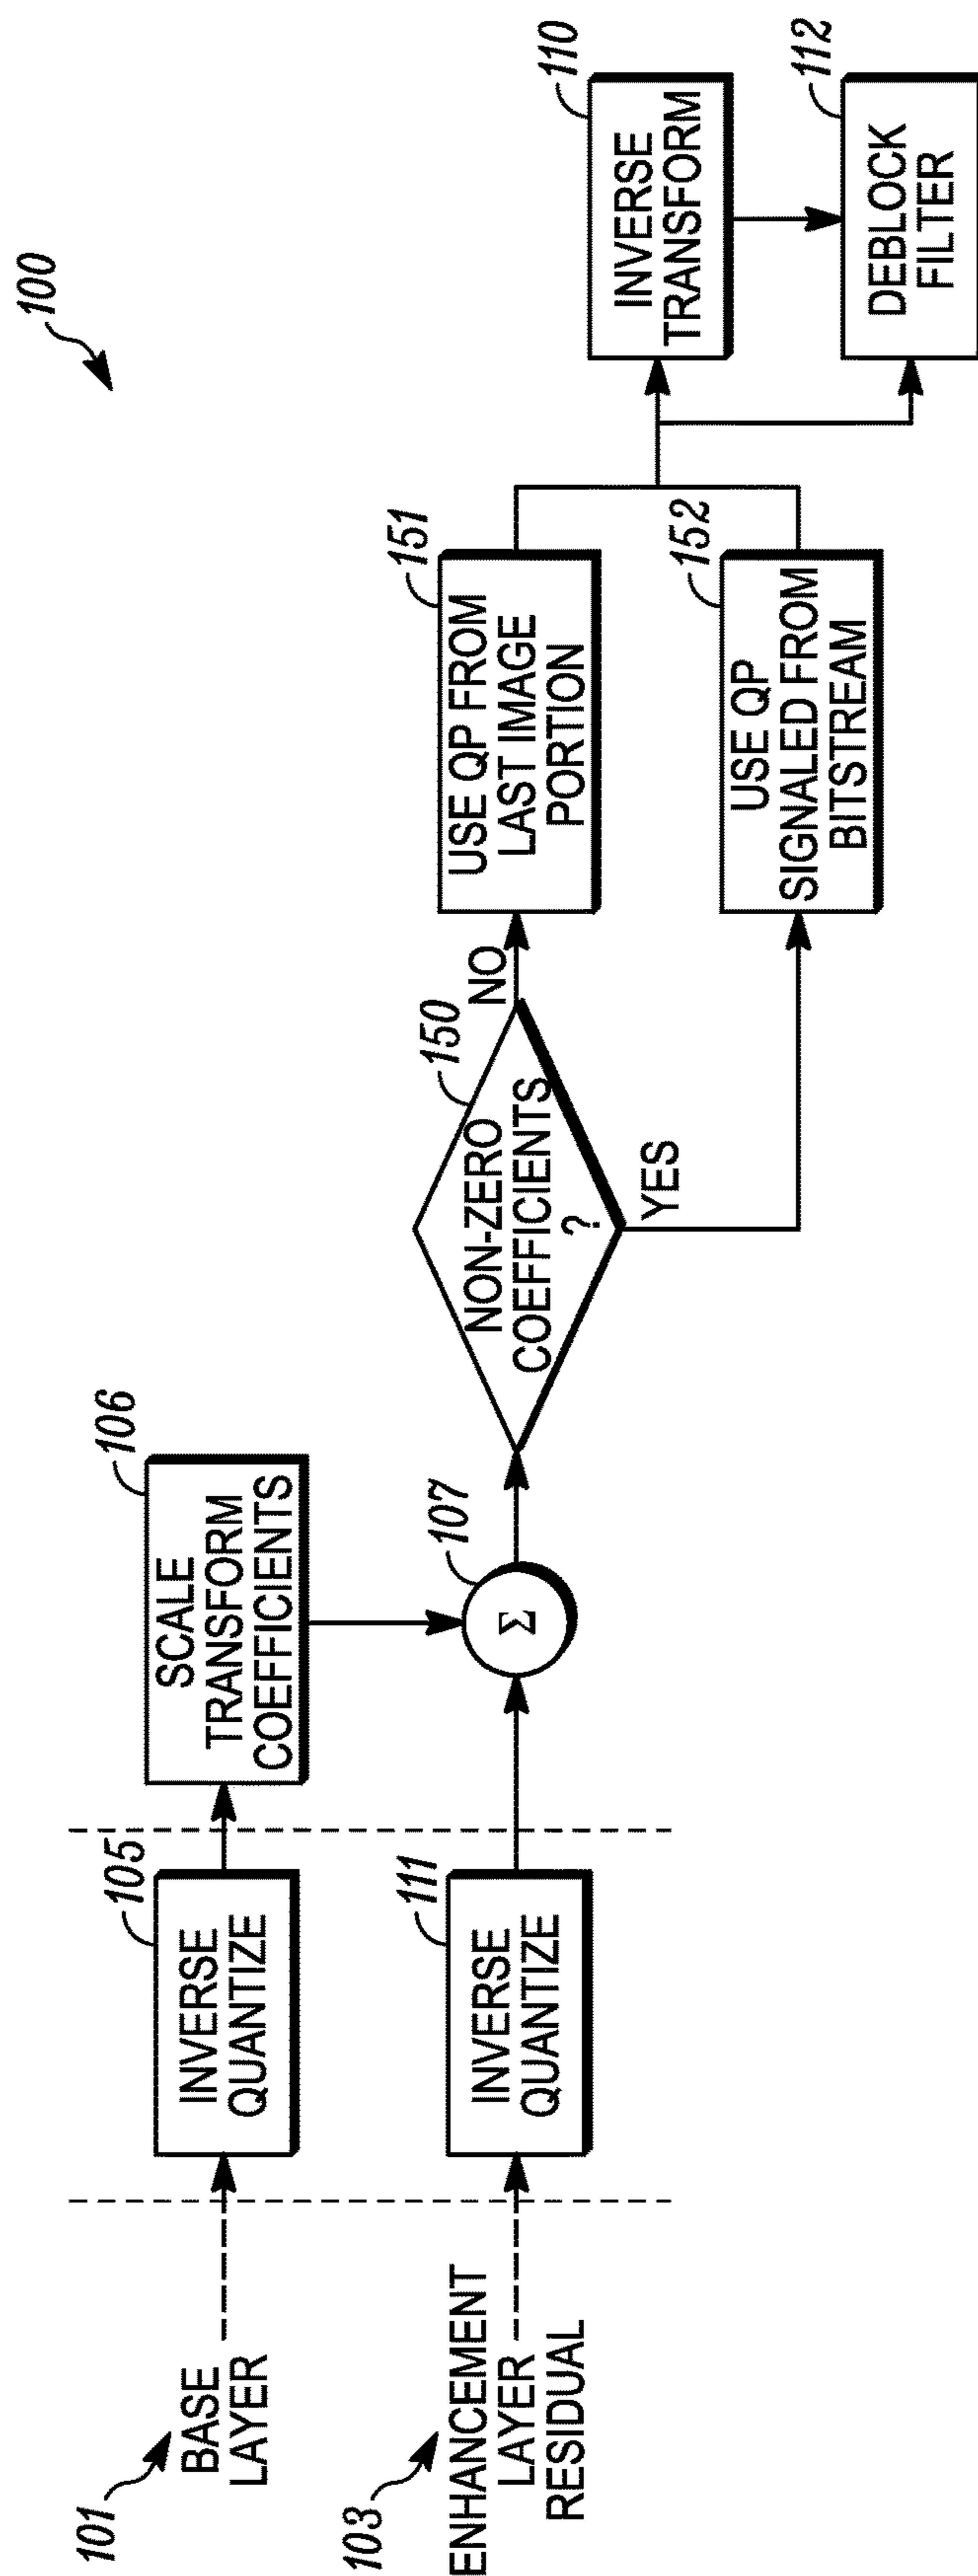 100
101
BASE
LAYER
105
INVERSE
QUANTIZE
106
SCALE
TRANSFORM
COEFFICIENTS
103
ENHANCEMENT
LAYER
RESIDUAL
111
INVERSE
QUANTIZE
107
Σ
150
NON-ZERO
COEFFICIENTS
?
NO
YES
151
USE QP FROM
LAST IMAGE
PORTION
152
USE QP
SIGNALED FROM
BITSTREAM
110
INVERSE
TRANSFORM
112
DEBLOCK
FILTER